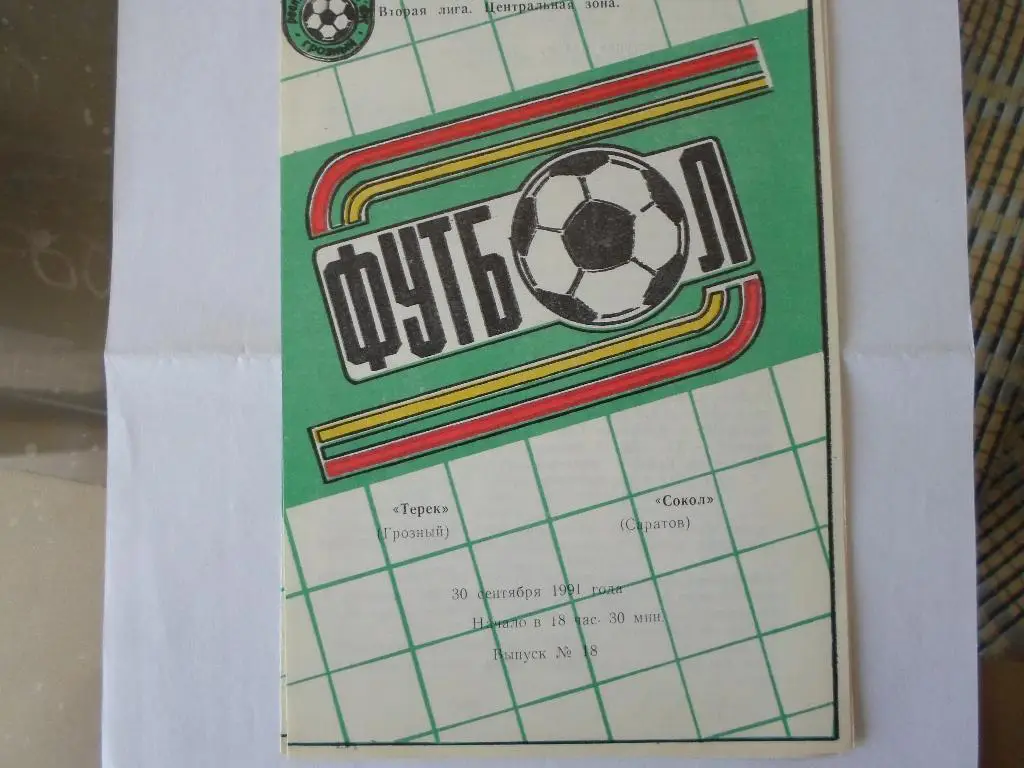 Вторая лига. Центральная зона.
ГРОЗНЫЙ
ФУТБОЛ
«Терек» «Сокол»
(Грозный) (Саратов)
30 сентября 1991 года
Начало в 18 час. 30 мин.
Выпуск № 18